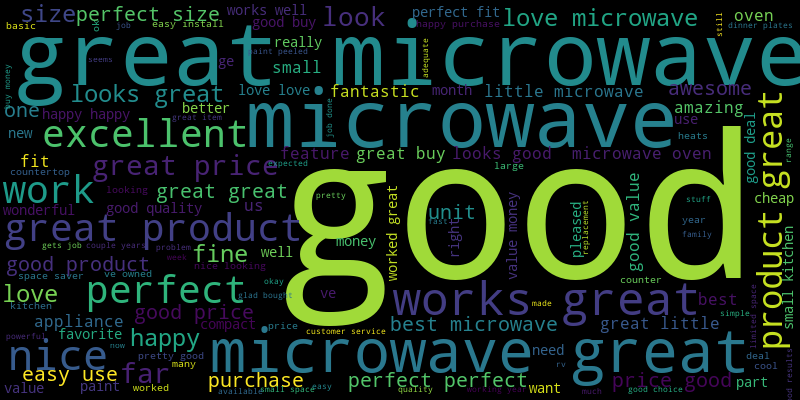 size perfect size works well look perfect fit love microwave oven
basic okay job easy install good buy happy purchase still dinner plates
great microwave
paint peeled really adequate
seems ge small
buy money looks great love love fantastic month little microwave awesome
one happy happy better great item job done amazing use
new excellent microwave heats good deal
fit great price expected feature great buy looks good microwave oven range
countertop large
work looking great great pretty good cheap
wonderful good quality us worked great unit right value money pleased replacement good value stuff year family
great product money faster
gets job couple years problem fine well
good product week nice looking okay
space saver ve owned glad bought counter
love perfect ve works great best product great small kitchen
kitchen good price made simple
appliance compact price customer service best microwave great little limited space
powerful favorite happy now
nice pretty good microwave great need deal
easy use far many purchase perfect perfect rv want price good cool part
value paint worked available small space easy quality working year much good choice good results